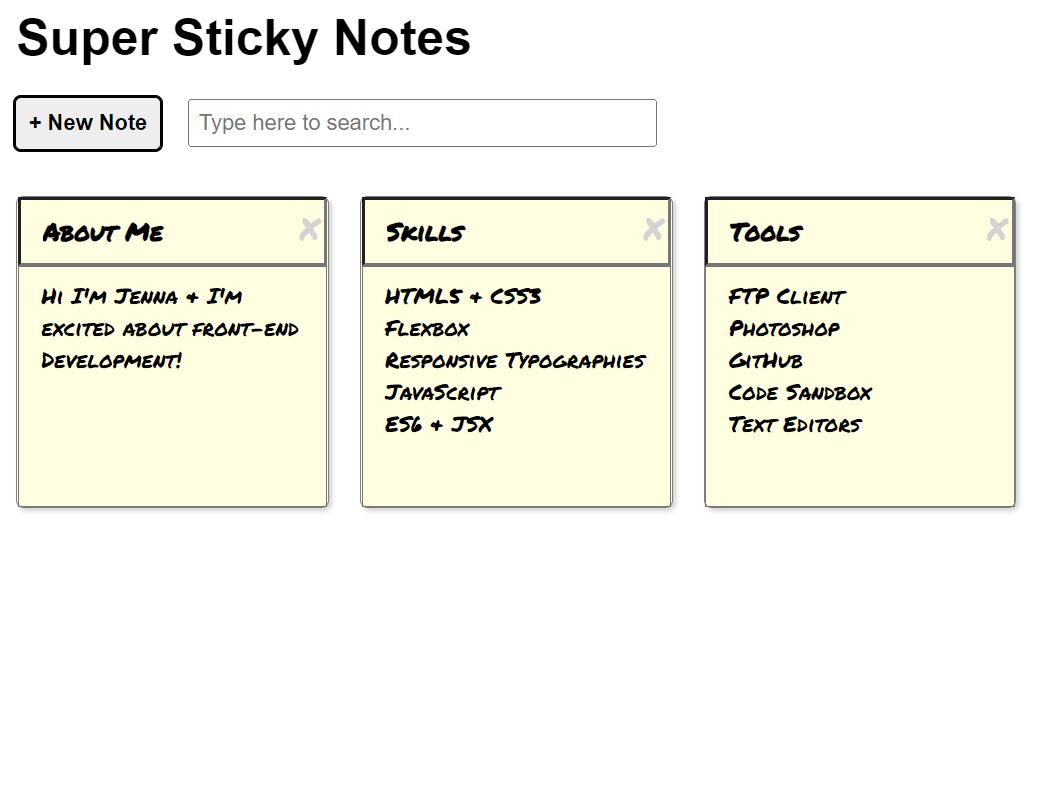 Super Sticky Notes
+ New Note
Type here to search...
About Me
Hi I'm Jenna & I'm
excited about front-end
Development!
Skills
HTML5 & CSS3
Flexbox
Responsive Typographies
JavaScript
ES6 & JSX
Tools
FTP Client
Photoshop
GitHub
Code Sandbox
Text Editors